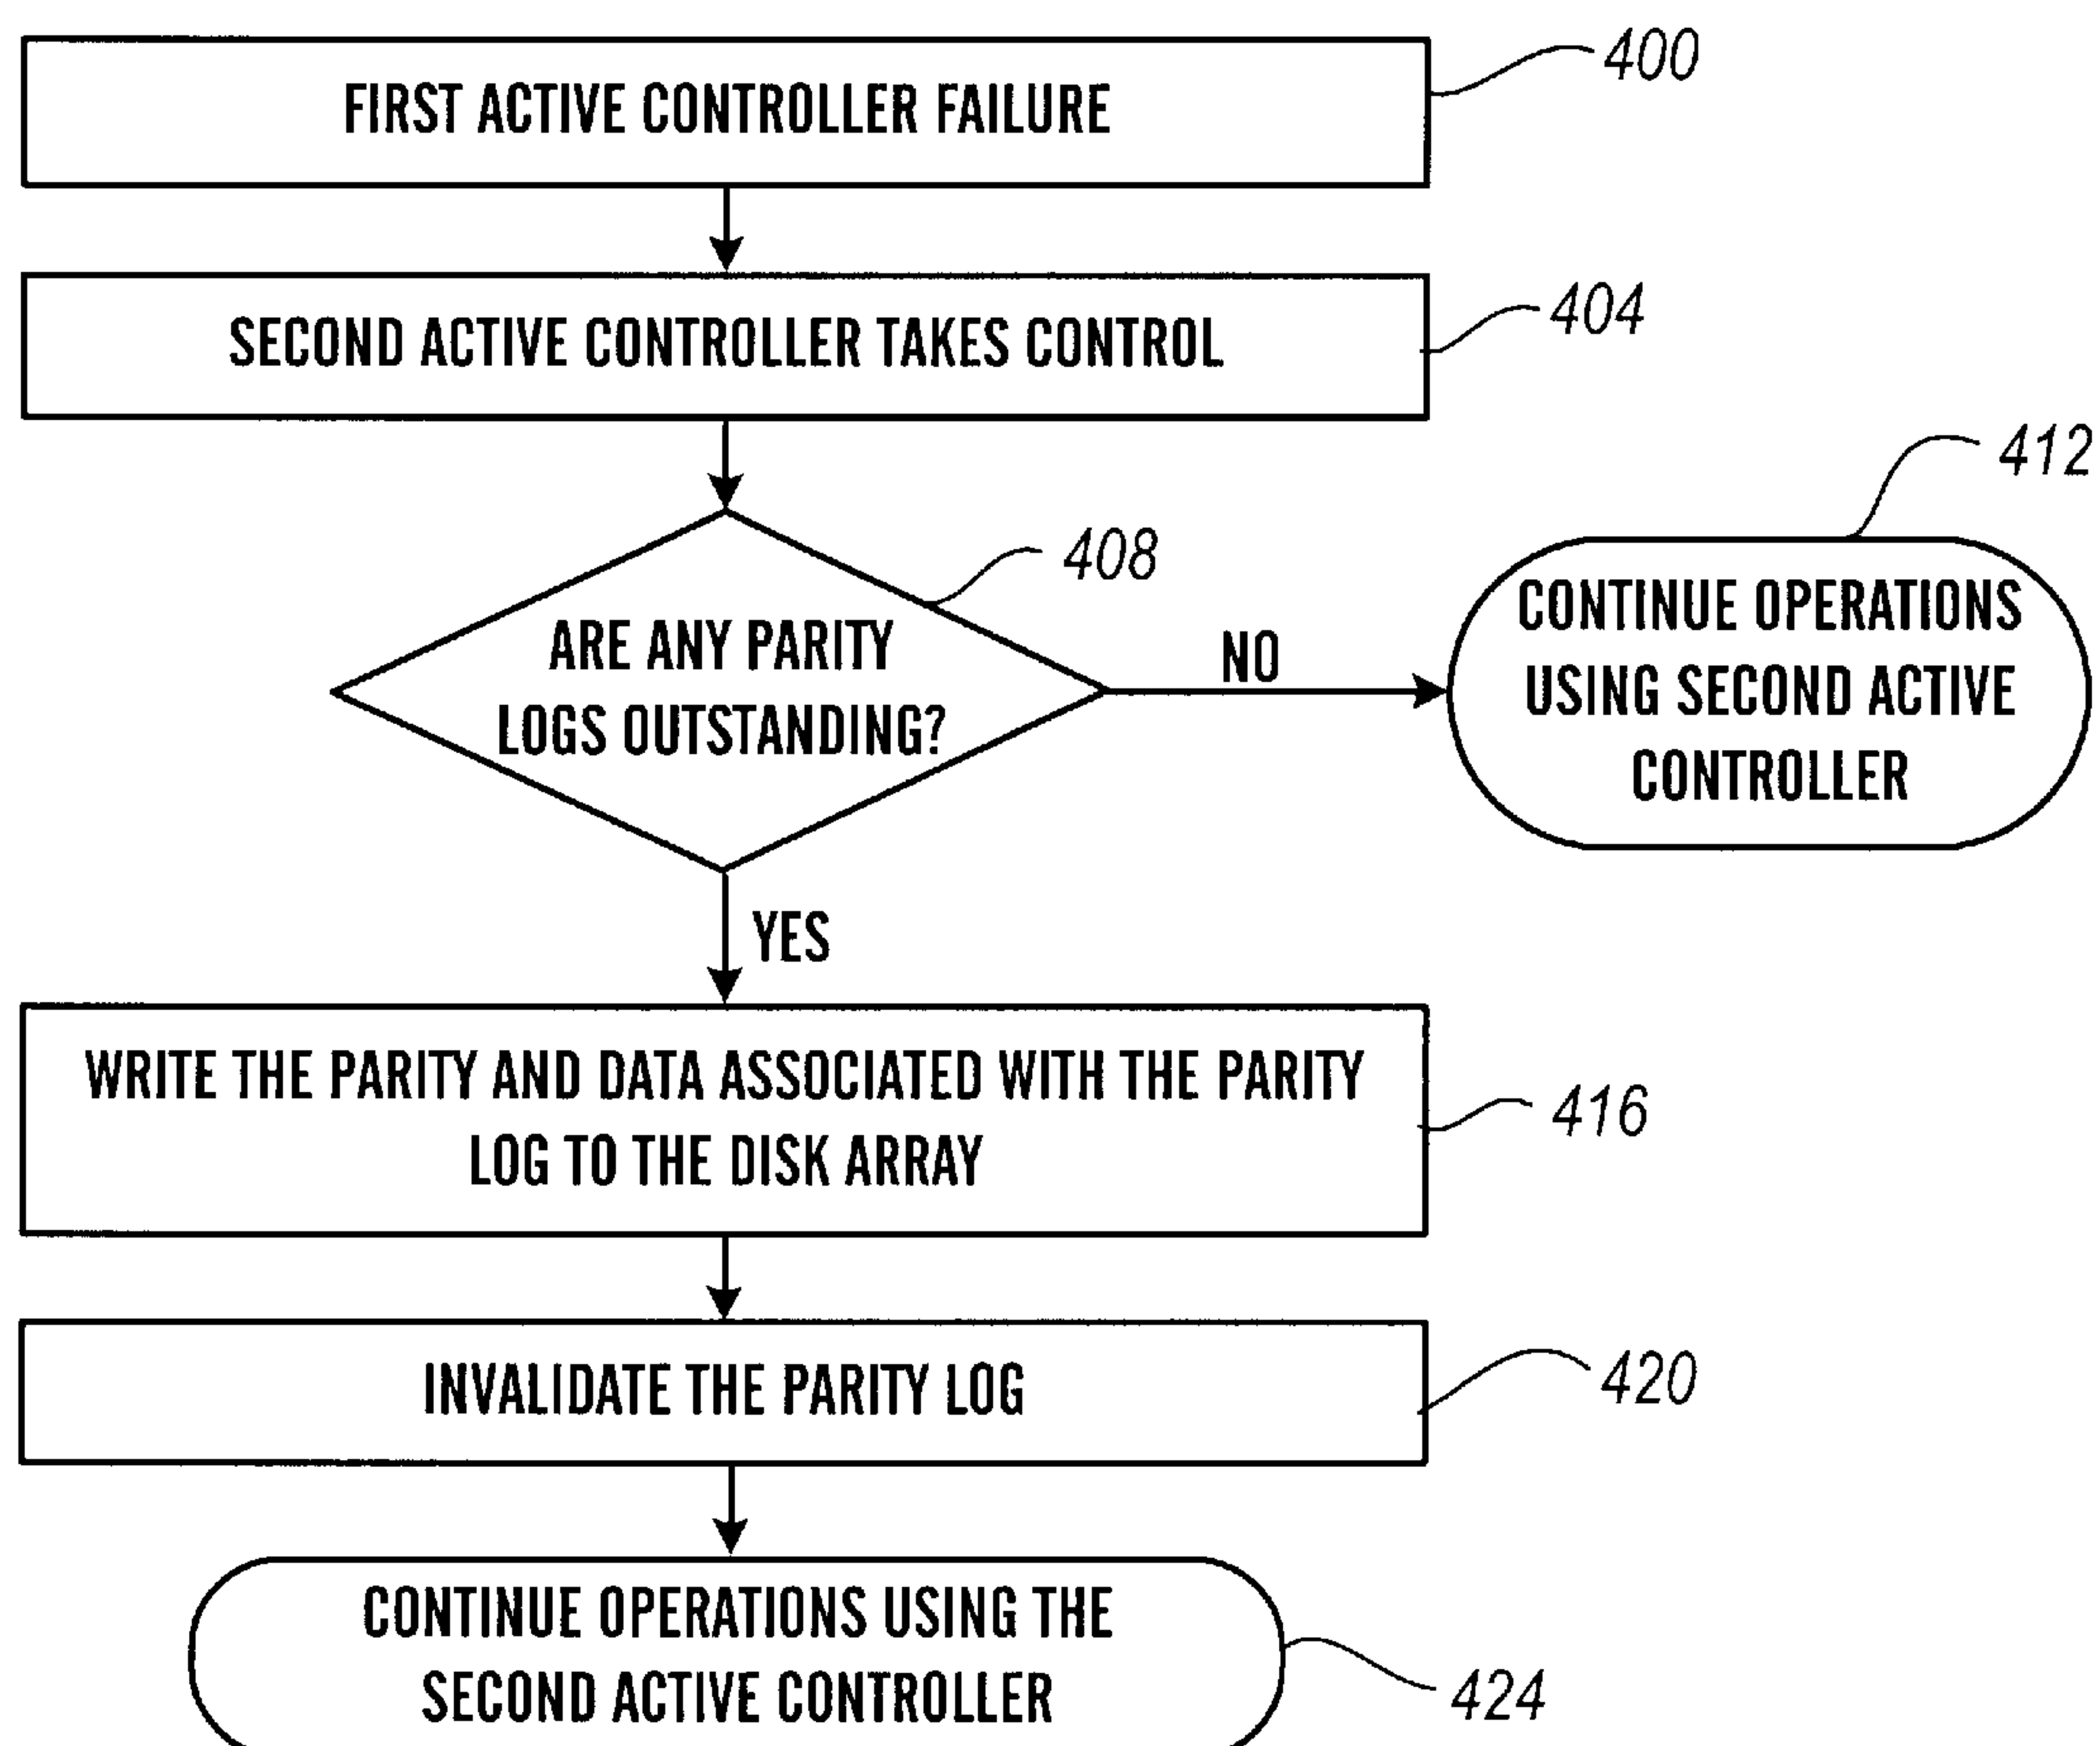 FIRST ACTIVE CONTROLLER FAILURE
400
SECOND ACTIVE CONTROLLER TAKES CONTROL
404
ARE ANY PARITY
LOGS OUTSTANDING?
408
NO
CONTINUE OPERATIONS
USING SECOND ACTIVE
CONTROLLER
412
YES
WRITE THE PARITY AND DATA ASSOCIATED WITH THE PARITY
LOG TO THE DISK ARRAY
416
INVALIDATE THE PARITY LOG
420
CONTINUE OPERATIONS USING THE
SECOND ACTIVE CONTROLLER
424